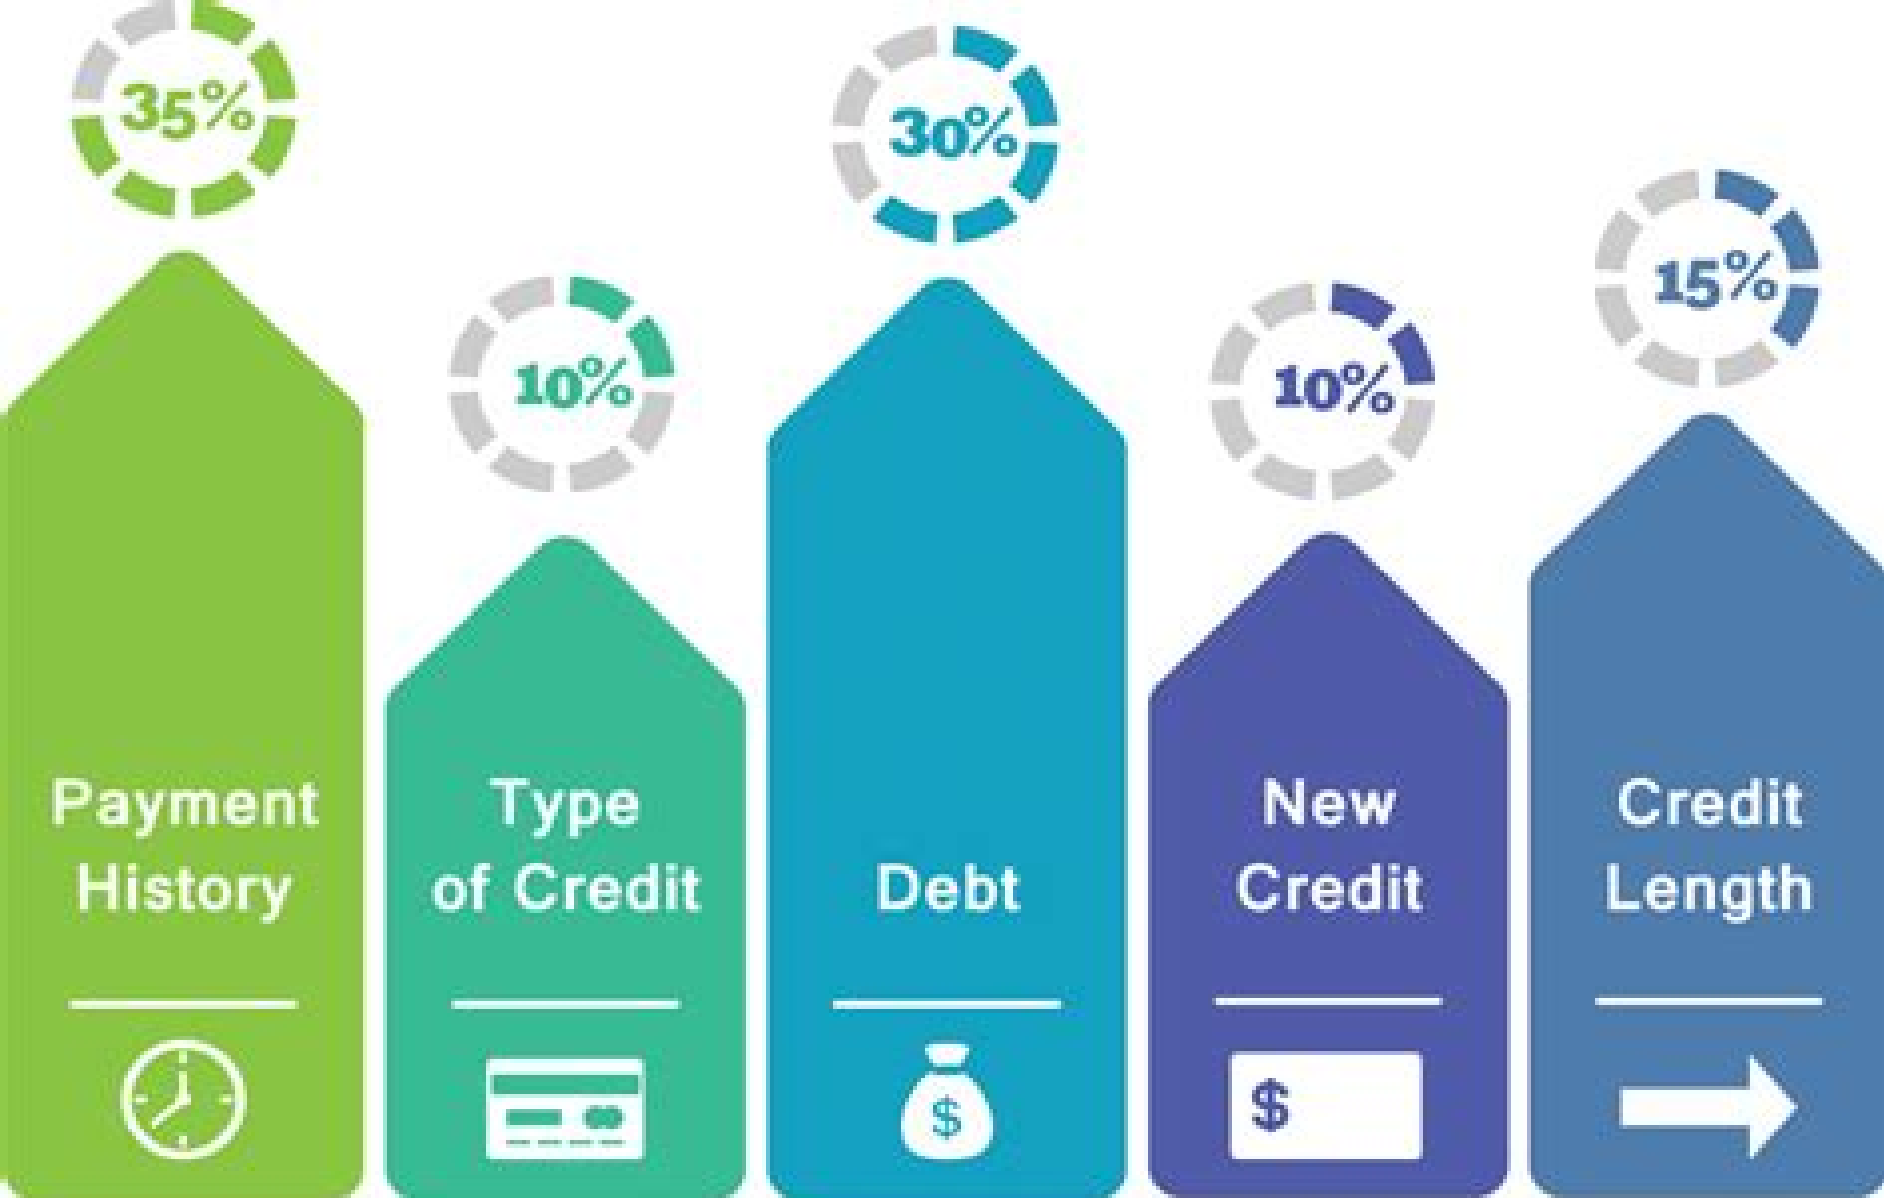 35%
Payment
History
10%
Type
of Credit
30%
Debt
$
10%
New
Credit
$
15%
Credit
Length